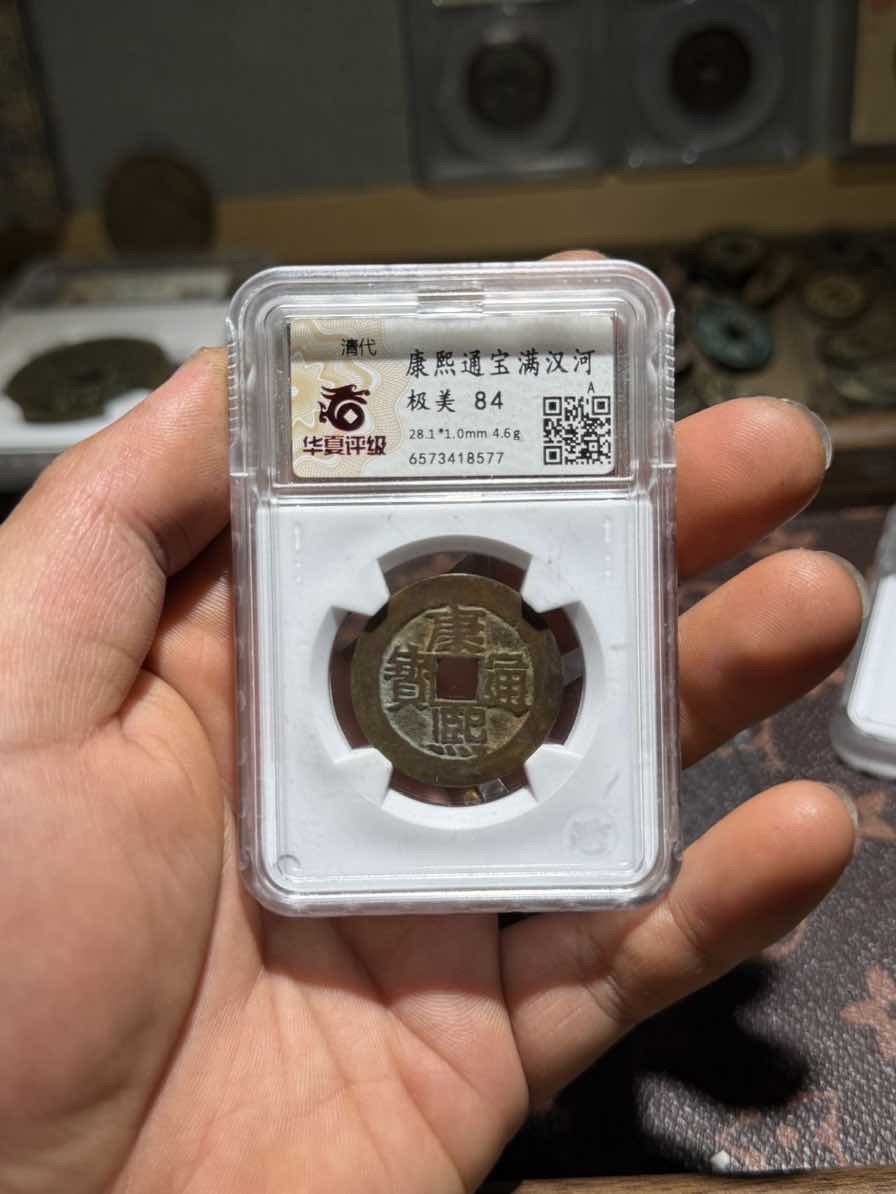 清代
华夏评级
康熙通宝满汉河
极美 84
A
28.1*1.0mm 4.6g
6573418577
康熙通寶